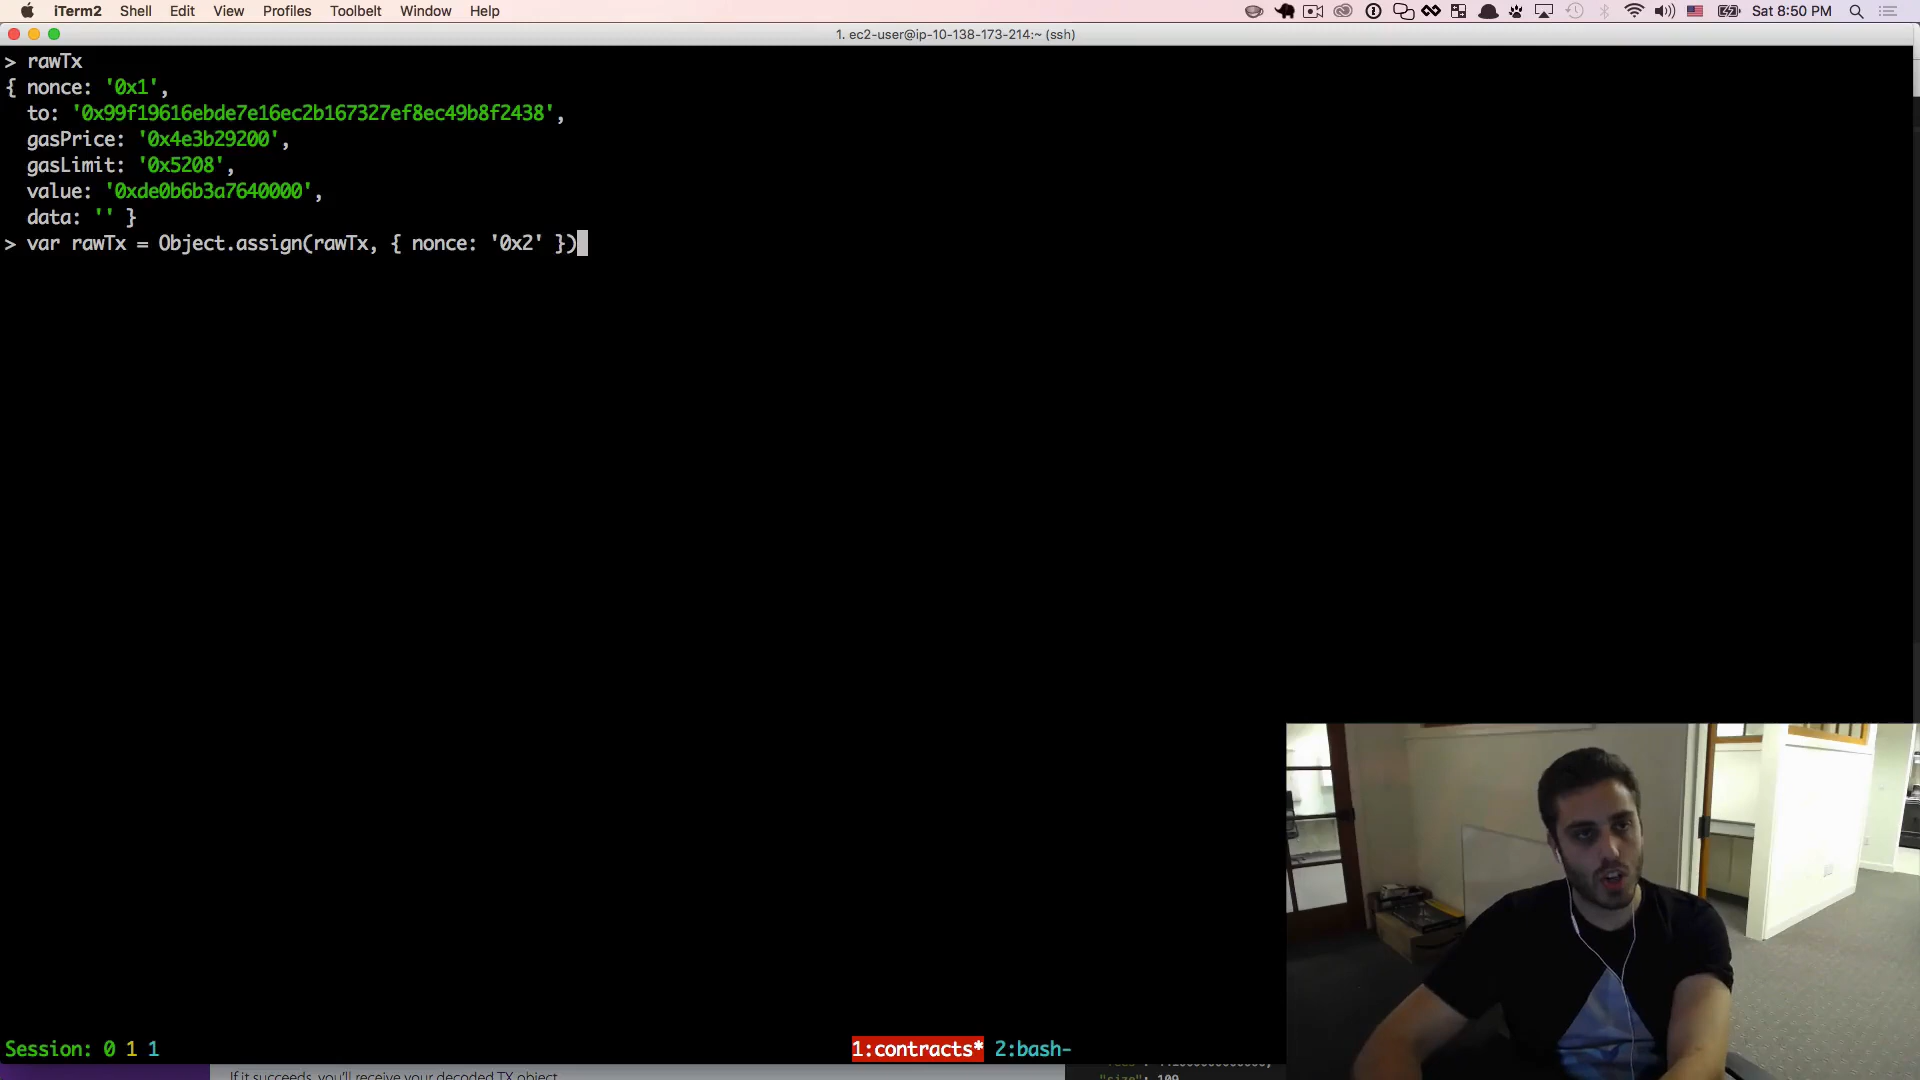 iTerm2 Shell Edit View Profiles Toolbelt Window Help Sat 8:50 PM
1. ec2-user@ip-10-138-173-214:~ (ssh)
> rawTx
{ nonce: '0x1',
to: '0x99f19616ebde7e16ec2b167327ef8ec49b8f2438',
gasPrice: '0x4e3b29200',
gasLimit: '0x5208',
value: '0xde0b6b3a7640000',
data: '' }
> var rawTx = Object.assign(rawTx, { nonce: '0x2' })
Session: 0 1 1 1:contracts* 2:bash-
If it succeeds, you'll receive your decoded TX object
"size": 109